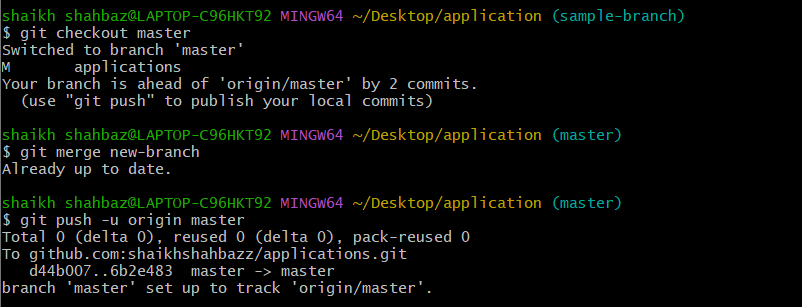 shaikh shahbaz@LAPTOP-C96HKT92 MINGW64 ~/Desktop/application (sample-branch)
$ git checkout master
Switched to branch 'master'
M       applications
Your branch is ahead of 'origin/master' by 2 commits.
  (use "git push" to publish your local commits)

shaikh shahbaz@LAPTOP-C96HKT92 MINGW64 ~/Desktop/application (master)
$ git merge new-branch
Already up to date.

shaikh shahbaz@LAPTOP-C96HKT92 MINGW64 ~/Desktop/application (master)
$ git push -u origin master
Total 0 (delta 0), reused 0 (delta 0), pack-reused 0
To github.com:shaikhshahbazz/applications.git
   d44b007..6b2e483  master -> master
branch 'master' set up to track 'origin/master'.